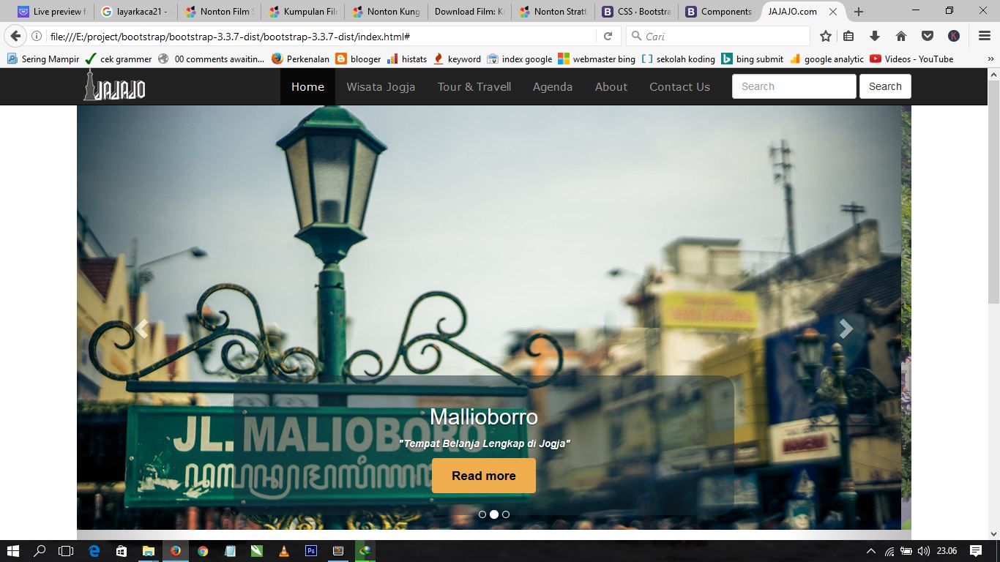 Live preview f
layarkaca21 -
Nonton Film S
Kumpulan Film
Nonton Kung
Download Film: Ku
Nonton Stratt
CSS · Bootstra
Components
JAJAJO.com
file:///E:/project/bootstrap/bootstrap-3.3.7-dist/bootstrap-3.3.7-dist/index.html#
Cari
K
Sering Mampir
cek grammer
00 comments awaitin...
Perkenalan
blooger
histats
keyword
index google
webmaster bing
sekolah koding
bing submit
google analytic
Videos - YouTube
JAJAJO
Home
Wisata Jogja
Tour & Travell
Agenda
About
Contact Us
Search
Search
JL. MALIOBORO
Mallioborro
"Tempat Belanja Lengkap di Jogja"
Read more
23.06